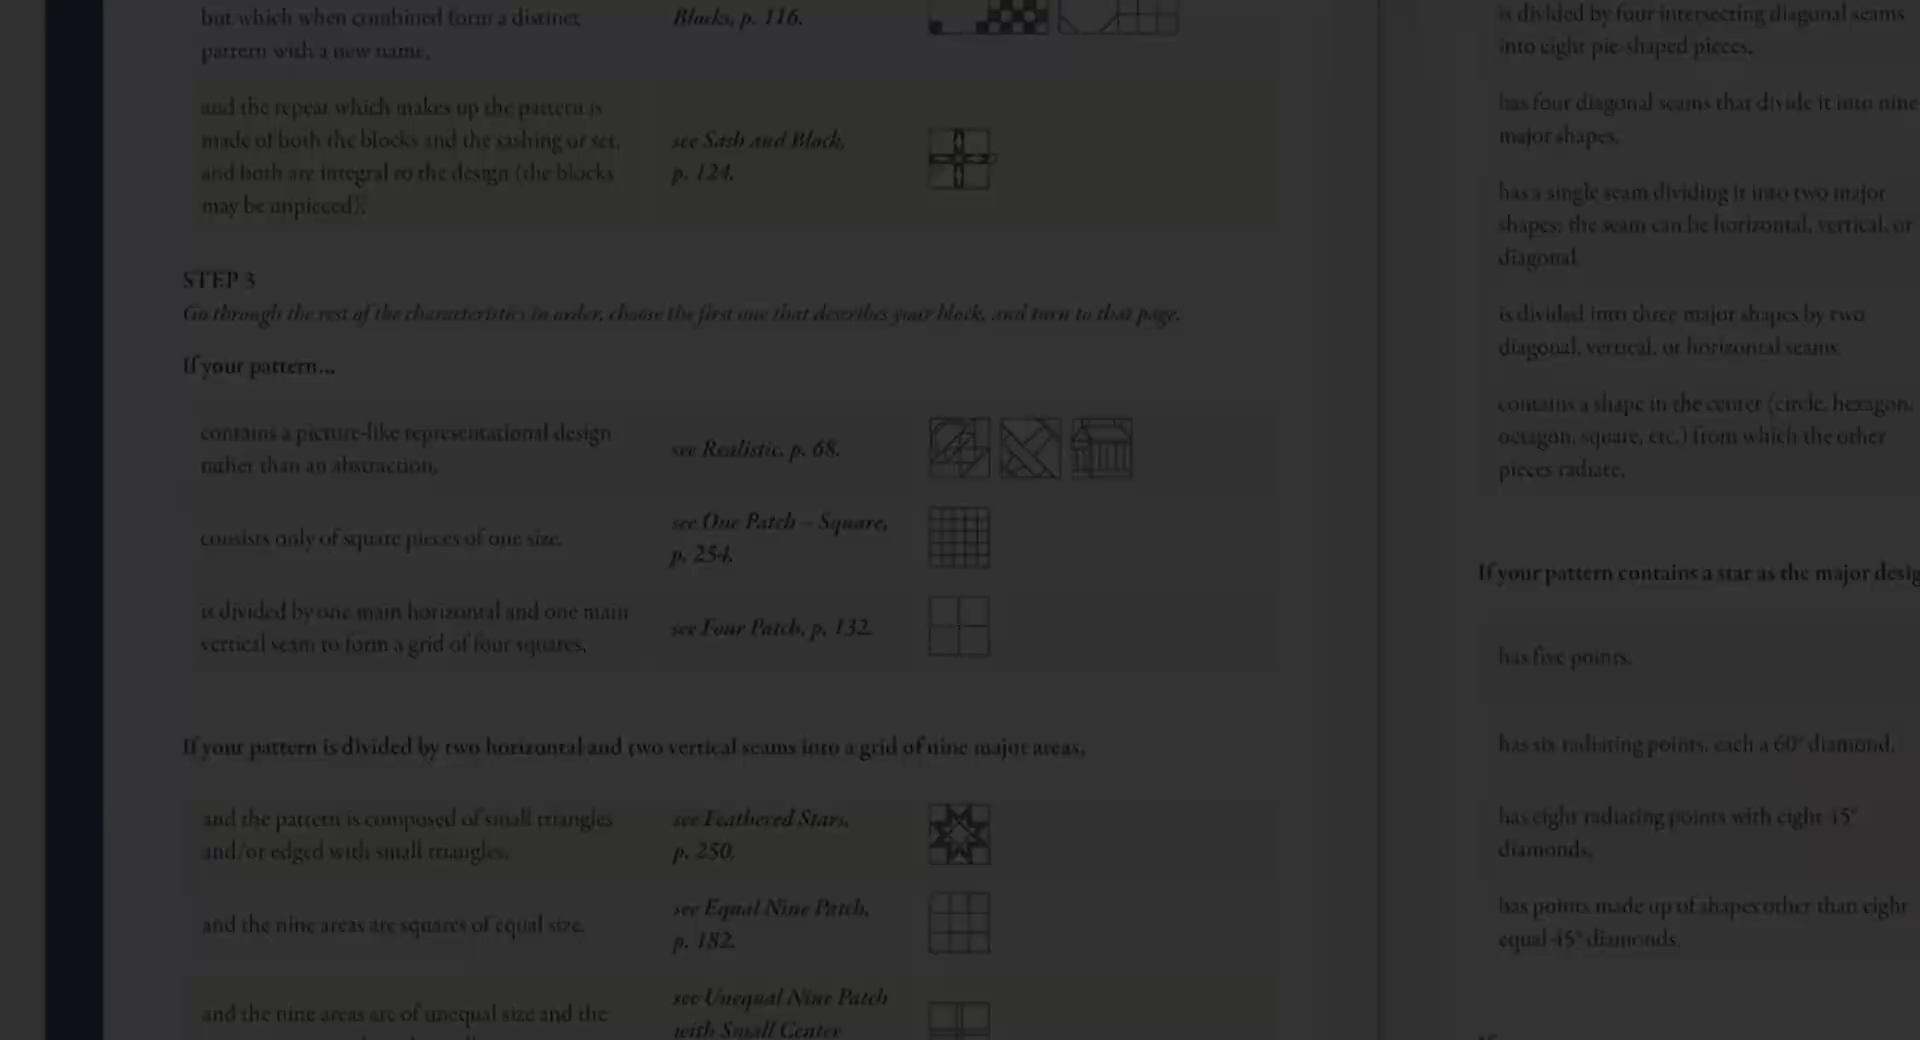 but which when combined form a distinct
pattern with a new name,
Blocks, p. 116.
and the repeat which makes up the pattern is
made of both the blocks and the sashing or set,
and both are integral to the design (the blocks
may be unpieced),
see Sash and Block,
p. 124.
STEP 3
Go through the rest of the characteristics in order, choose the first one that describes your block, and turn to that page.
If your pattern...
contains a picture-like representational design
rather than an abstraction,
see Realistic, p. 68.
consists only of square pieces of one size,
see One Patch – Square,
p. 254.
is divided by one main horizontal and one main
vertical seam to form a grid of four squares,
see Four Patch, p. 132.
If your pattern is divided by two horizontal and two vertical seams into a grid of nine major areas,
and the pattern is composed of small triangles
and/or edged with small triangles,
see Feathered Stars,
p. 250.
and the nine areas are squares of equal size,
see Equal Nine Patch,
p. 182.
and the nine areas are of unequal size and the
see Unequal Nine Patch
with Small Center
is divided by four intersecting diagonal seams
into eight pie-shaped pieces,
has four diagonal seams that divide it into nine
major shapes,
has a single seam dividing it into two major
shapes; the seam can be horizontal, vertical, or
diagonal,
is divided into three major shapes by two
diagonal, vertical, or horizontal seams,
contains a shape in the center (circle, hexagon,
octagon, square, etc.) from which the other
pieces radiate,
If your pattern contains a star as the major desig
has five points,
has six radiating points, each a 60° diamond,
has eight radiating points with eight 45°
diamonds,
has points made up of shapes other than eight
equal 45° diamonds,